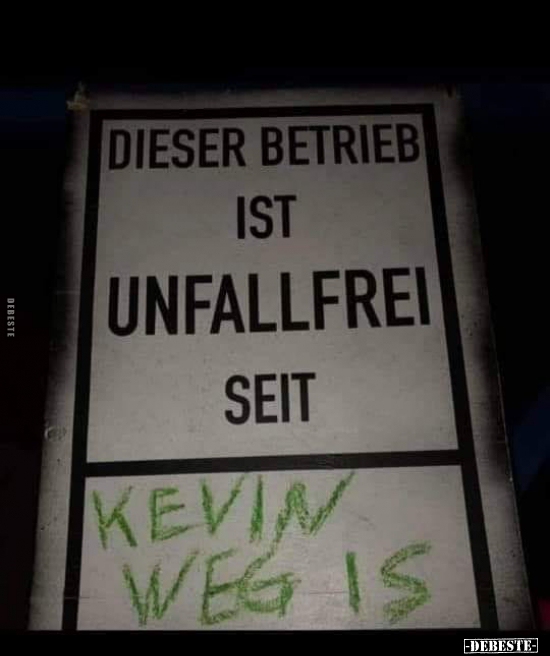 DIESER BETRIEB
IST
UNFALLFREI
SEIT
KEVIN
WEG IS
DEBESTE
-DEBESTE-